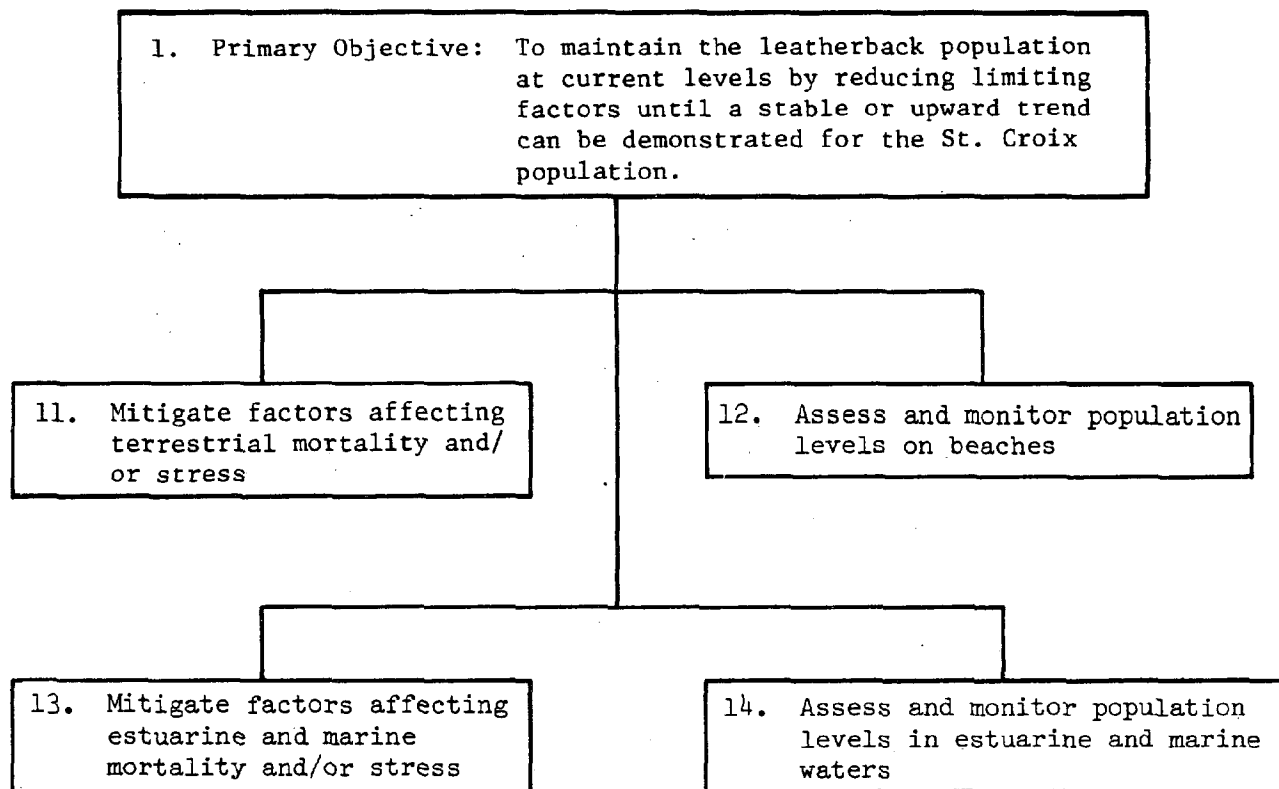 1. Primary Objective: To maintain the leatherback population
at current levels by reducing limiting
factors until a stable or upward trend
can be demonstrated for the St. Croix
population.
11. Mitigate factors affecting
terrestrial mortality and/
or stress
12. Assess and monitor population
levels on beaches
13. Mitigate factors affecting
estuarine and marine
mortality and/or stress
14. Assess and monitor population
levels in estuarine and marine
waters